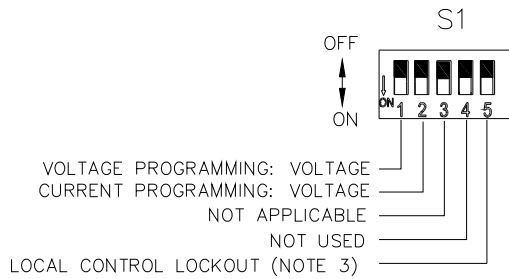 S1
OFF
ON
ON
1 2 3 4 5
VOLTAGE PROGRAMMING: VOLTAGE
CURRENT PROGRAMMING: VOLTAGE
NOT APPLICABLE
NOT USED
LOCAL CONTROL LOCKOUT (NOTE 3)